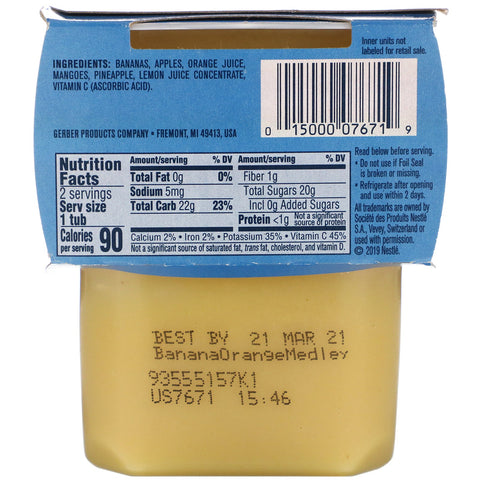 Inner units not
labeled for retail sale.
INGREDIENTS: BANANAS, APPLES, ORANGE JUICE,
MANGOES, PINEAPPLE, LEMON JUICE CONCENTRATE,
VITAMIN C (ASCORBIC ACID).
GERBER PRODUCTS COMPANY • FREMONT, MI 49413, USA
0 15000 07671 9
Nutrition
Facts
2 servings
Serv size
1 tub
Calories 90
per serving
Amount/serving % DV
Total Fat 0g 0%
Sodium 5mg
Total Carb 22g 23%
Amount/serving % DV
Fiber 1g
Total Sugars 20g
Incl 0g Added Sugars
Protein <1g Not a significant source of protein
Calcium 2% • Iron 2% • Potassium 35% • Vitamin C 45%
Not a significant source of saturated fat, trans fat, cholesterol, and vitamin D.
Read below before serving.
• Do not use if Foil Seal
is broken or missing.
• Refrigerate after opening
and use within 2 days.
All trademarks are owned by
Société des Produits Nestlé
S.A., Vevey, Switzerland or
used with permission.
© 2019 Nestlé.
BEST BY 21 MAR 21
BananaOrangeMedley
93555157K1
US7671 15:46